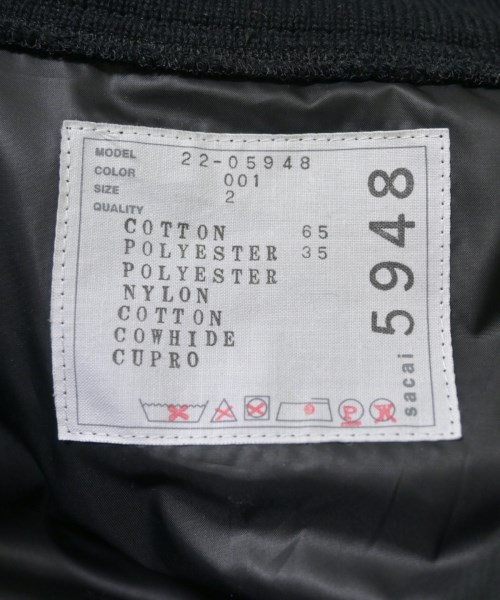 MODEL 22-05948
COLOR 001
SIZE 2
QUALITY
COTTON 65
POLYESTER 35
POLYESTER
NYLON
COTTON
COWHIDE
CUPRO
P W
sacai 5948